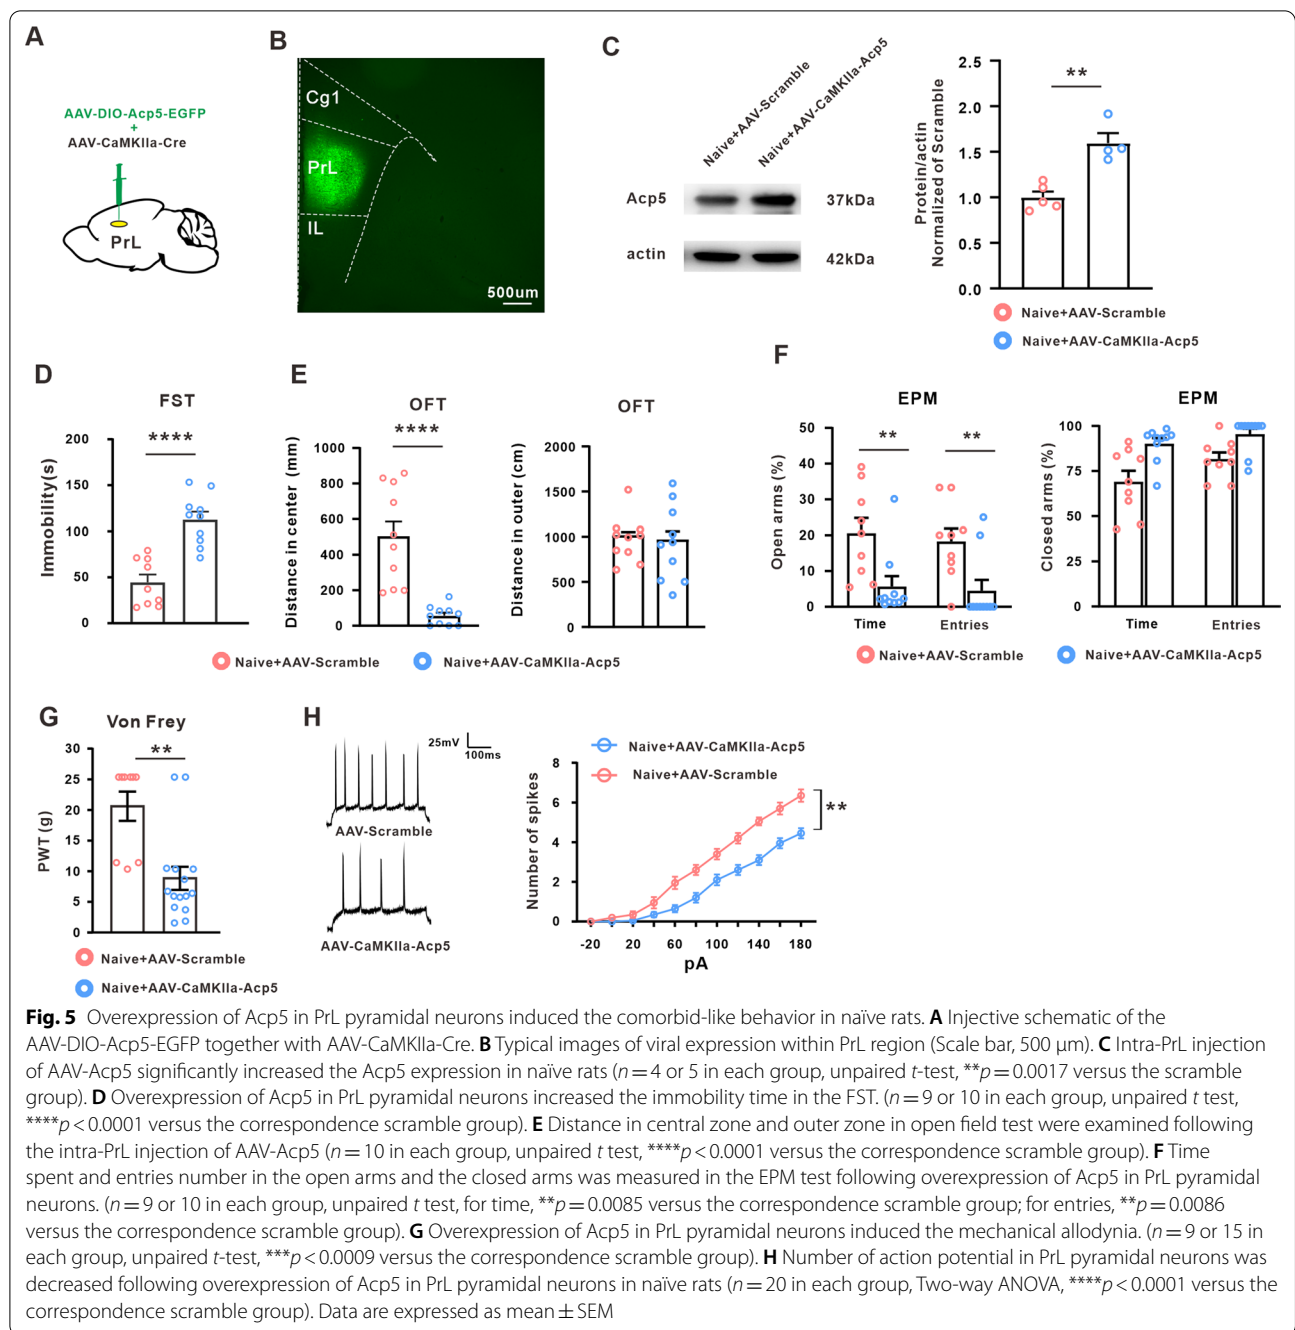 A
AAV-DIO-Acp5-EGFP
+
AAV-CaMKIIa-Cre
PrL
B
Cg1
PrL
IL
500um
C
Naive+AAV-Scramble
Naive+AAV-CaMKIIa-Acp5
Acp5
37kDa
actin
42kDa
Protein/actin
Normalized of Scramble
2.5
2.0
1.5
1.0
0.5
0.0
**
Naive+AAV-Scramble
Naive+AAV-CaMKIIa-Acp5
D
FST
Immobility(s)
200
150
100
50
0
****
E
OFT
Distance in center (mm)
1000
800
600
400
200
0
****
OFT
Distance in outer (cm)
2000
1500
1000
500
0
Naive+AAV-Scramble
Naive+AAV-CaMKIIa-Acp5
F
EPM
Open arms (%)
50
40
30
20
10
0
**
**
Time
Entries
EPM
Closed arms (%)
100
75
50
25
0
Time
Entries
Naive+AAV-Scramble
Naive+AAV-CaMKIIa-Acp5
G
Von Frey
PWT (g)
30
25
20
15
10
5
0
**
Naive+AAV-Scramble
Naive+AAV-CaMKIIa-Acp5
H
25mV
100ms
AAV-Scramble
AAV-CaMKIIa-Acp5
Naive+AAV-CaMKIIa-Acp5
Naive+AAV-Scramble
Number of spikes
8
6
4
2
0
**
-20 20 60 100 140 180
pA
Fig. 5 Overexpression of Acp5 in PrL pyramidal neurons induced the comorbid-like behavior in naïve rats. A Injective schematic of the
AAV-DIO-Acp5-EGFP together with AAV-CaMKIIa-Cre. B Typical images of viral expression within PrL region (Scale bar, 500 μm). C Intra-PrL injection
of AAV-Acp5 significantly increased the Acp5 expression in naïve rats (n = 4 or 5 in each group, unpaired t-test, **p = 0.0017 versus the scramble
group). D Overexpression of Acp5 in PrL pyramidal neurons increased the immobility time in the FST. (n = 9 or 10 in each group, unpaired t test,
****p < 0.0001 versus the correspondence scramble group). E Distance in central zone and outer zone in open field test were examined following
the intra-PrL injection of AAV-Acp5 (n = 10 in each group, unpaired t test, ****p < 0.0001 versus the correspondence scramble group). F Time
spent and entries number in the open arms and the closed arms was measured in the EPM test following overexpression of Acp5 in PrL pyramidal
neurons. (n = 9 or 10 in each group, unpaired t test, for time, **p = 0.0085 versus the correspondence scramble group; for entries, **p = 0.0086
versus the correspondence scramble group). G Overexpression of Acp5 in PrL pyramidal neurons induced the mechanical allodynia. (n = 9 or 15 in
each group, unpaired t-test, ***p < 0.0009 versus the correspondence scramble group). H Number of action potential in PrL pyramidal neurons was
decreased following overexpression of Acp5 in PrL pyramidal neurons in naïve rats (n = 20 in each group, Two-way ANOVA, ****p < 0.0001 versus the
correspondence scramble group). Data are expressed as mean ± SEM